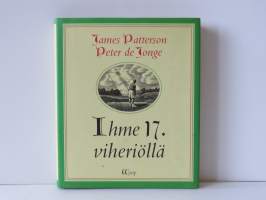 James Patterson
Peter de Jonge
Ihme 17.
viheriöllä